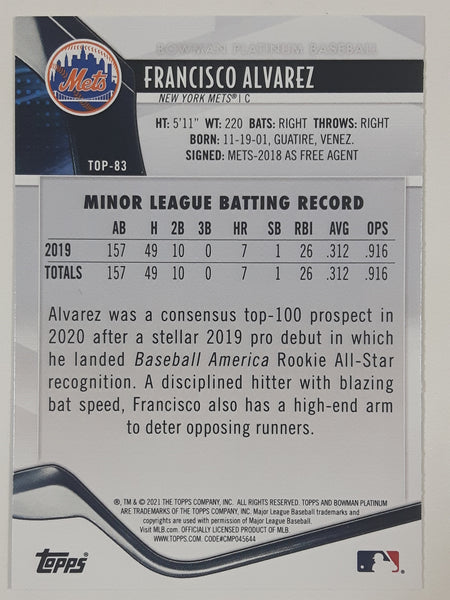 BOWMAN PLATINUM BASEBALL
Mets
FRANCISCO ALVAREZ
NEW YORK METS® | C
HT: 5'11" WT: 220 BATS: RIGHT THROWS: RIGHT
BORN: 11-19-01, GUATIRE, VENEZ.
SIGNED: METS-2018 AS FREE AGENT
TOP-83
MINOR LEAGUE BATTING RECORD
AB H 2B 3B HR SB RBI AVG OPS
2019 157 49 10 0 7 1 26 .312 .916
TOTALS 157 49 10 0 7 1 26 .312 .916
Alvarez was a consensus top-100 prospect in
2020 after a stellar 2019 pro debut in which
he landed Baseball America Rookie All-Star
recognition. A disciplined hitter with blazing
bat speed, Francisco also has a high-end arm
to deter opposing runners.
®, TM & © 2021 THE TOPPS COMPANY, INC. ALL RIGHTS RESERVED. TOPPS AND BOWMAN PLATINUM
ARE TRADEMARKS OF THE TOPPS COMPANY, INC. Major League Baseball trademarks and
copyrights are used with permission of Major League Baseball.
Visit MLB.com. OFFICIALLY LICENSED PRODUCT OF MLB.
WWW.TOPPS.COM. CODE#CMP045644
TOPPS